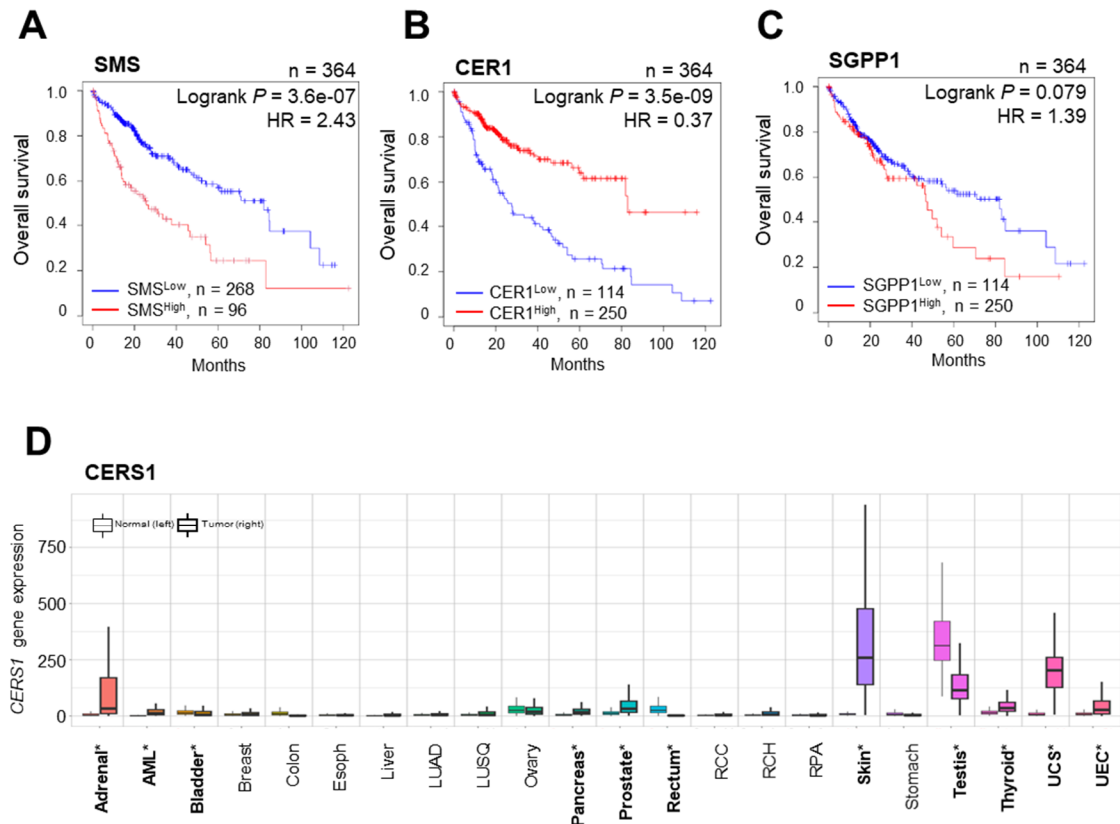 A
SMS
n = 364
Logrank P = 3.6e-07
HR = 2.43
Overall survival
1.0
0.8
0.6
0.4
0.2
0
SMSLow, n = 268
SMSHigh, n = 96
0 20 40 60 80 100 120
Months
B
CER1
n = 364
Logrank P = 3.5e-09
HR = 0.37
Overall survival
1.0
0.8
0.6
0.4
0.2
0
CER1Low, n = 114
CER1High, n = 250
0 20 40 60 80 100 120
Months
C
SGPP1
n = 364
Logrank P = 0.079
HR = 1.39
Overall survival
1.0
0.8
0.6
0.4
0.2
0
SGPP1Low, n = 114
SGPP1High, n = 250
0 20 40 60 80 100 120
Months
D
CERS1
Normal (left) Tumor (right)
CERS1 gene expression
750
500
250
0
Adrenal* AML* Bladder* Breast Colon Esoph Liver LUAD LUSQ Ovary Pancreas* Prostate* Rectum* RCC RCH RPA Skin* Stomach Testis* Thyroid* UCS* UEC*